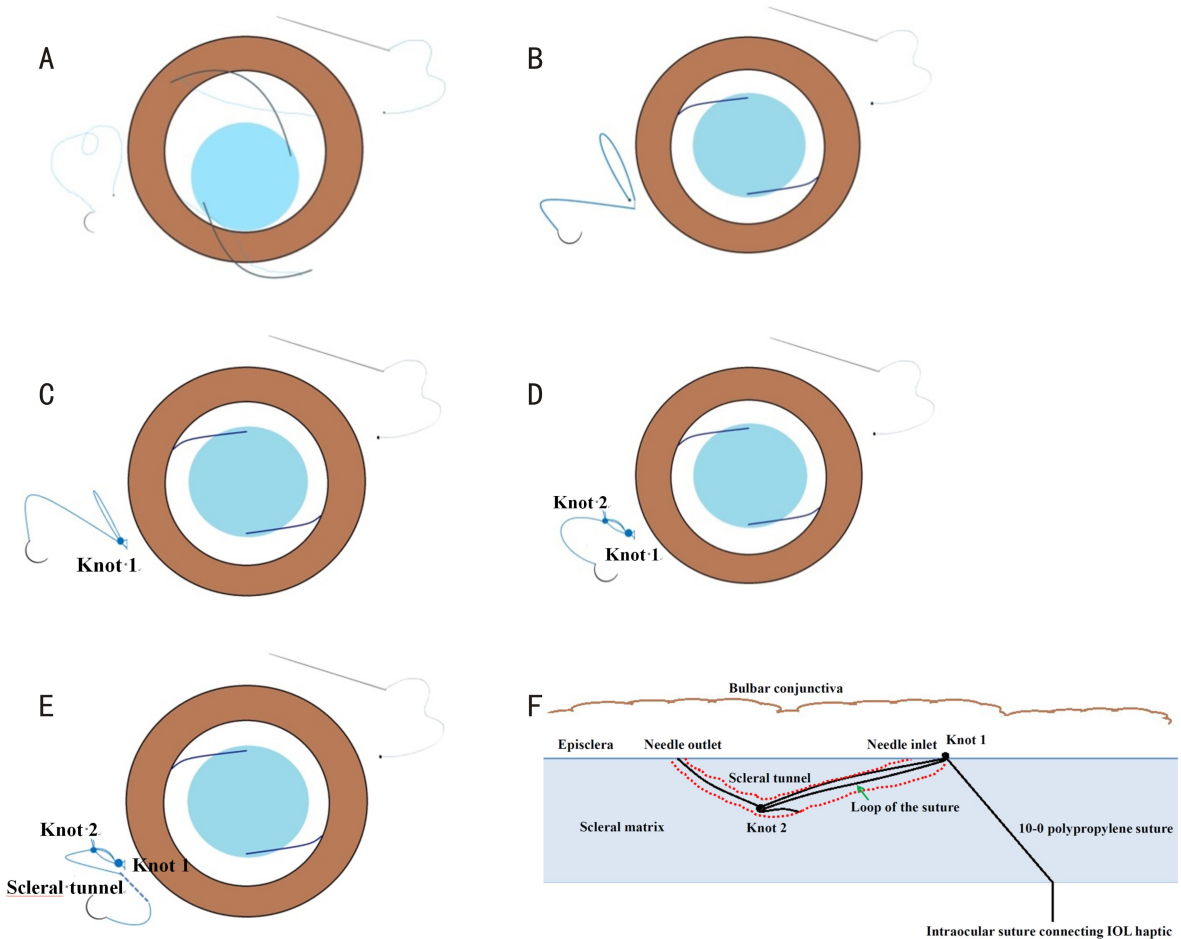 A
B
C
Knot 1
D
Knot 2
Knot 1
E
Knot 2
Knot 1
Scleral tunnel
F
Bulbar conjunctiva
Episclera
Needle outlet
Needle inlet
Knot 1
Scleral tunnel
Loop of the suture
Scleral matrix
Knot 2
10-0 polypropylene suture
Intraocular suture connecting IOL haptic